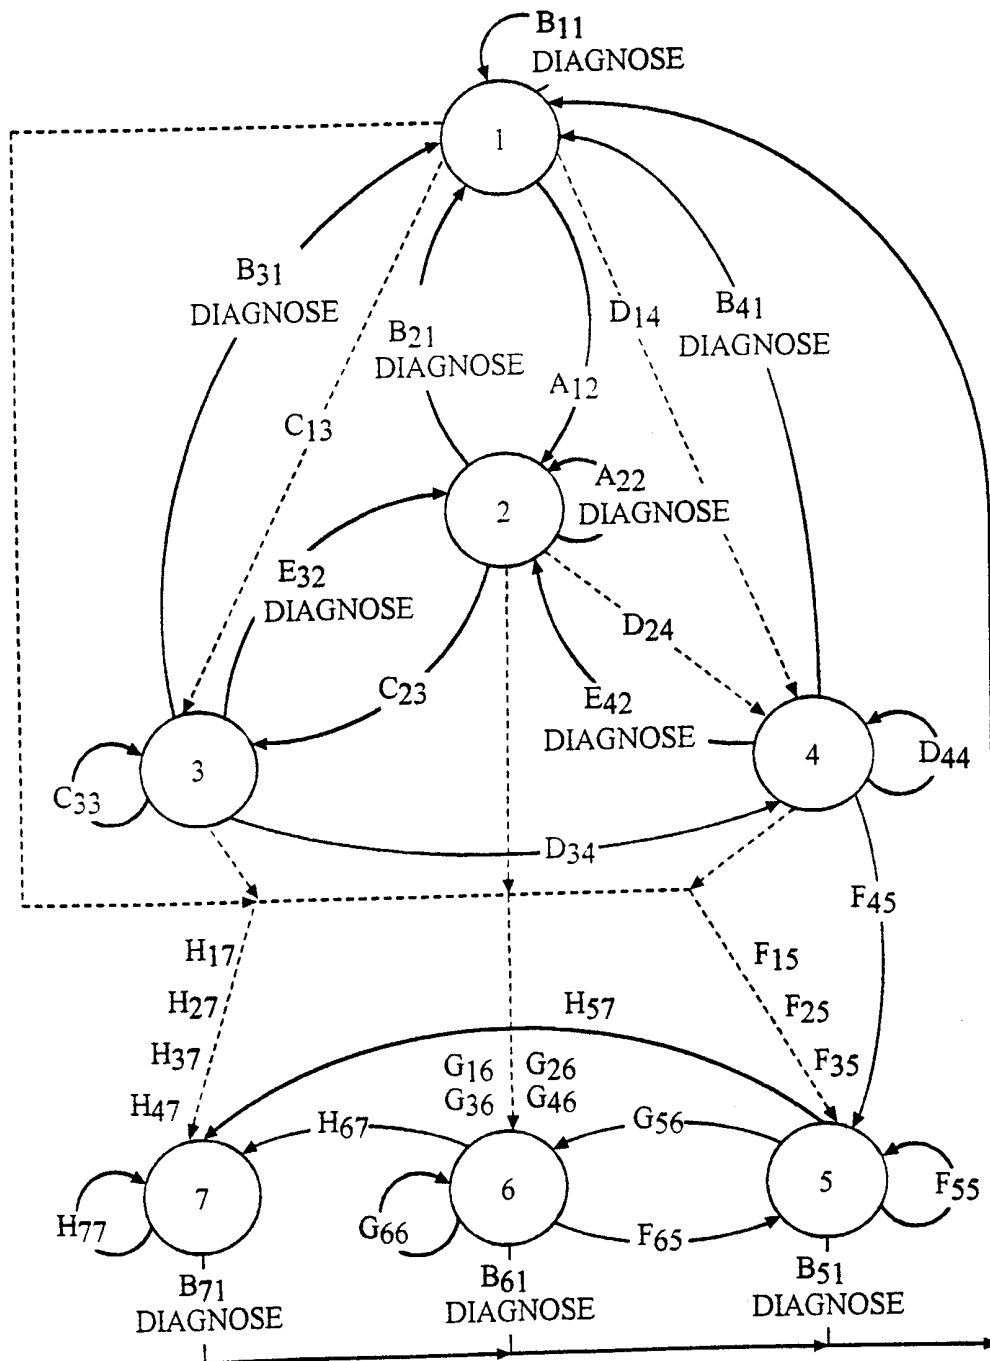 B11
DIAGNOSE
1
B31
DIAGNOSE
D14
B41
DIAGNOSE
B21
DIAGNOSE
A12
C13
A22
DIAGNOSE
2
E32
DIAGNOSE
D24
C23
E42
DIAGNOSE
3
4
D44
C33
D34
F45
H17
F15
H27
H57
F25
H37
G16
G26
F35
H47
G36
G46
H67
G56
7
6
5
F55
H77
G66
F65
B71
DIAGNOSE
B61
DIAGNOSE
B51
DIAGNOSE